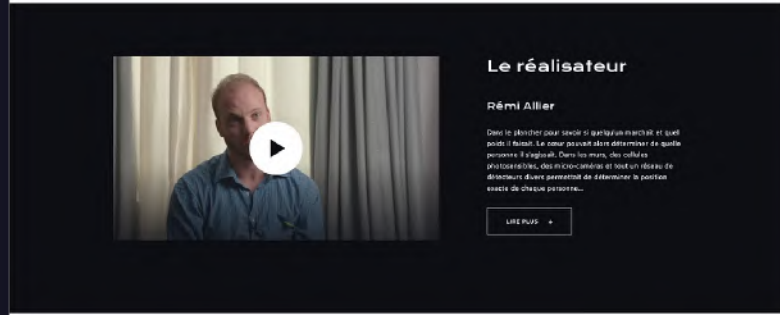 Le réalisateur
Rémi Allier
Dans le plancher pour savoir si quelqu'un marchait et quel
poids il faisait. Le cœur pouvait alors déterminer de quelle
personne il s'agissait. Dans les murs, des cellules
photosensibles, des micro-caméras et tout un réseau de
détecteurs divers permettait de déterminer la position
exacte de chaque personne...
LIRE PLUS +